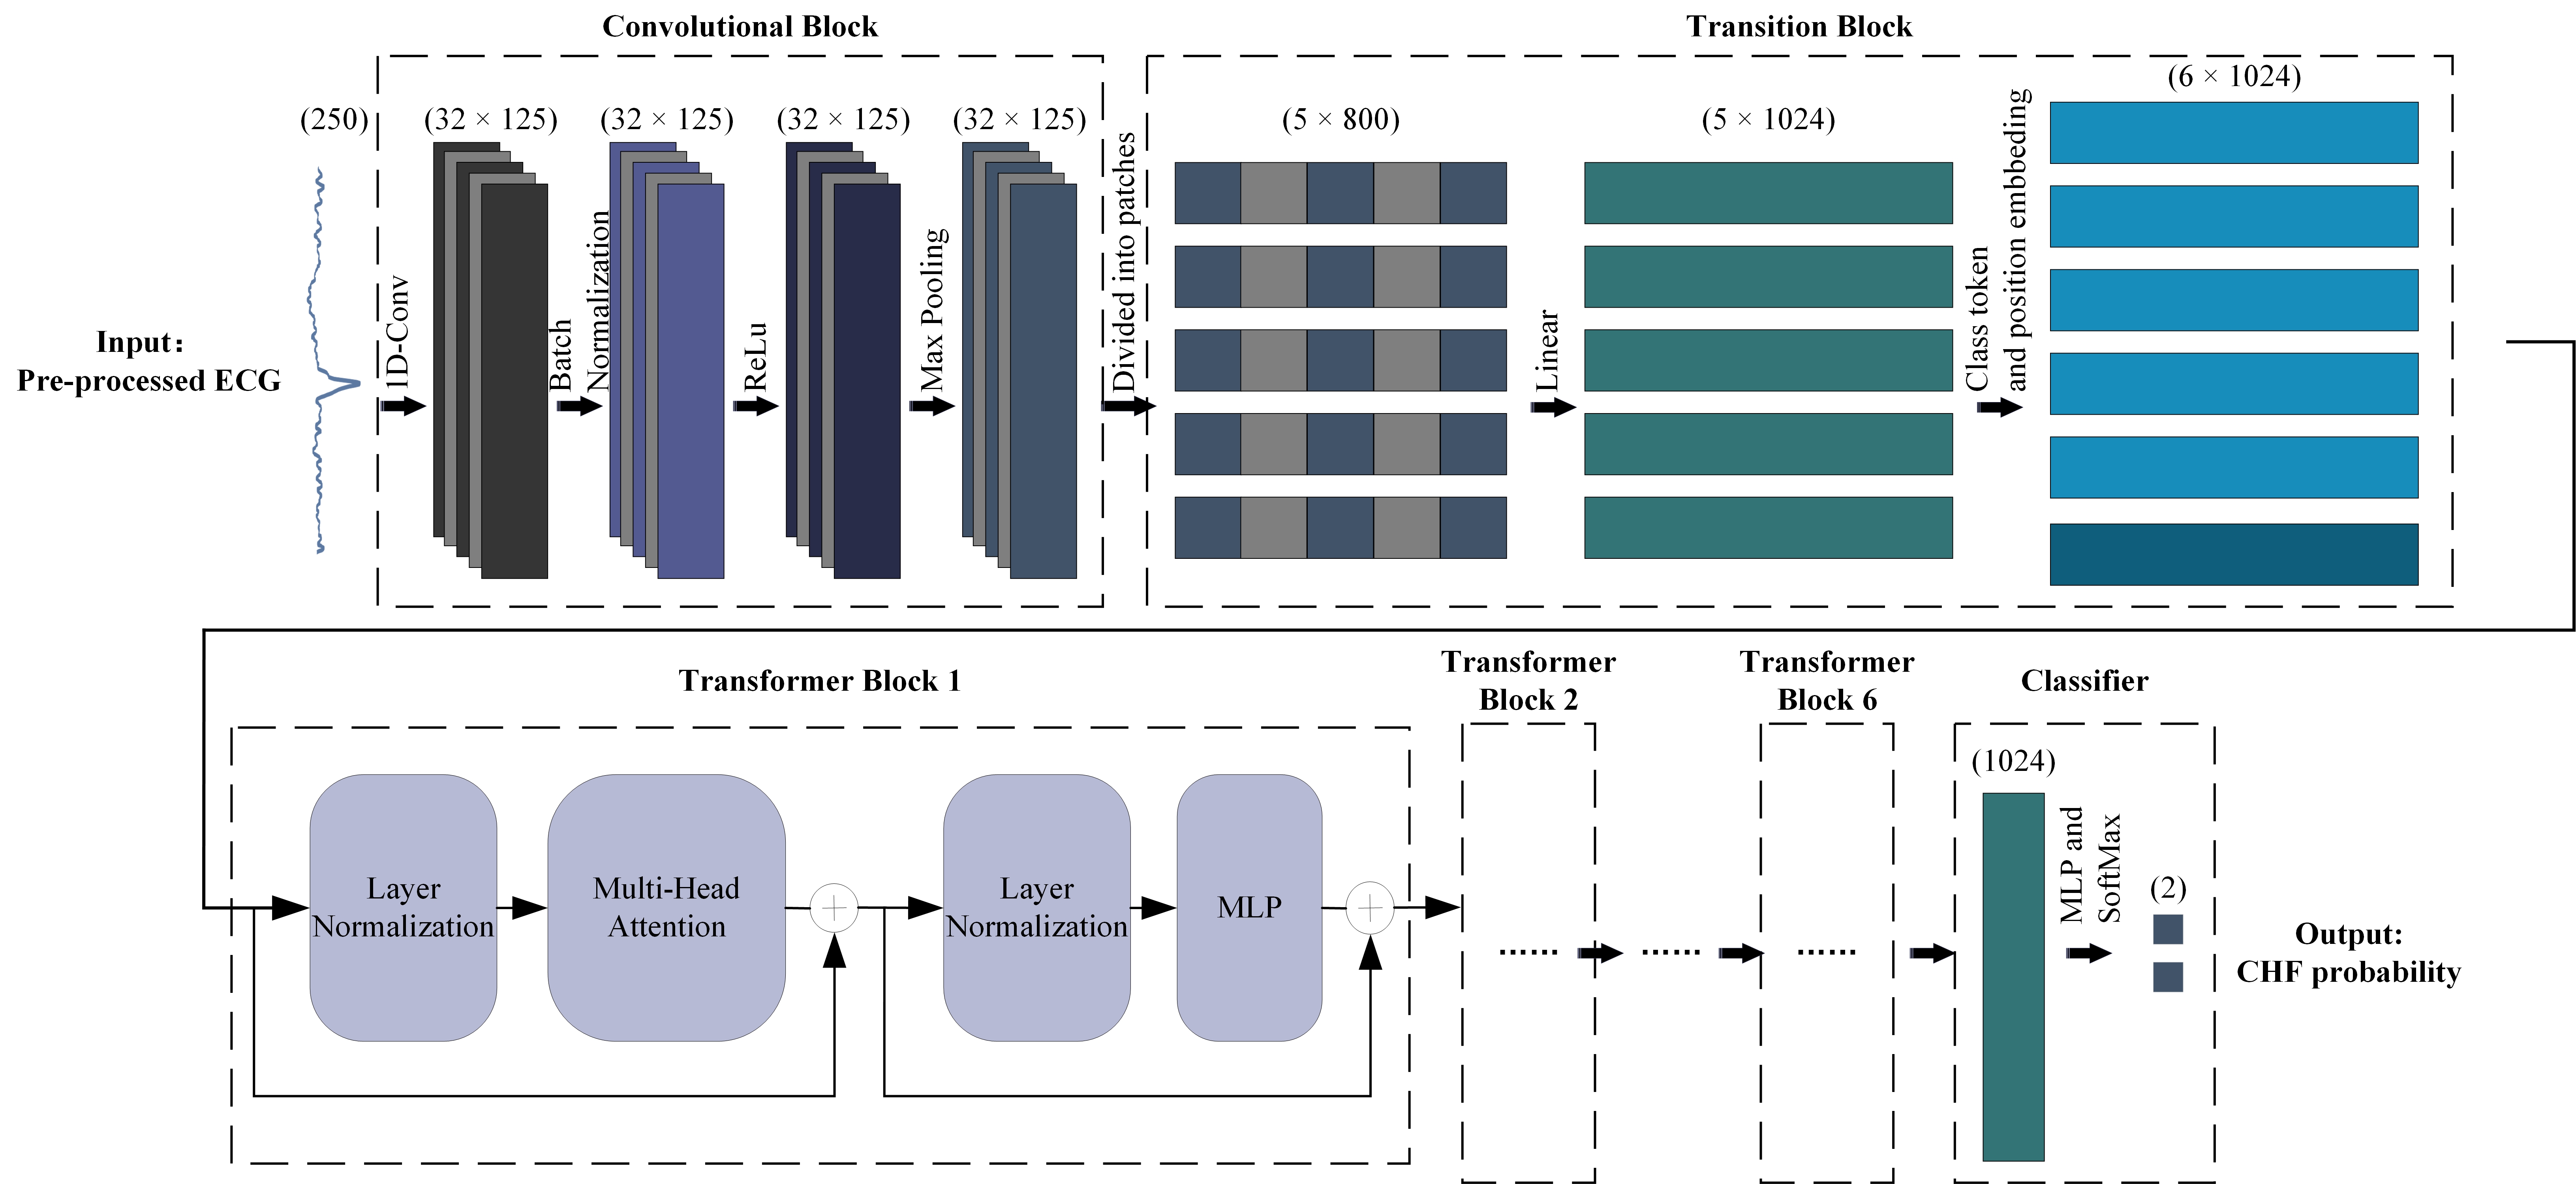 Convolutional Block
Transition Block
(250)
(32 × 125)
(32 × 125)
(32 × 125)
(32 × 125)
(5 × 800)
(5 × 1024)
(6 × 1024)
Input:
Pre-processed ECG
1D-Conv
Batch
Normalization
ReLu
Max Pooling
Divided into patches
Linear
Class token
and position embbeding
Transformer Block 1
Transformer
Block 2
Transformer
Block 6
Classifier
Layer
Normalization
Multi-Head
Attention
Layer
Normalization
MLP
......
......
......
(1024)
MLP and
SoftMax
(2)
Output:
CHF probability